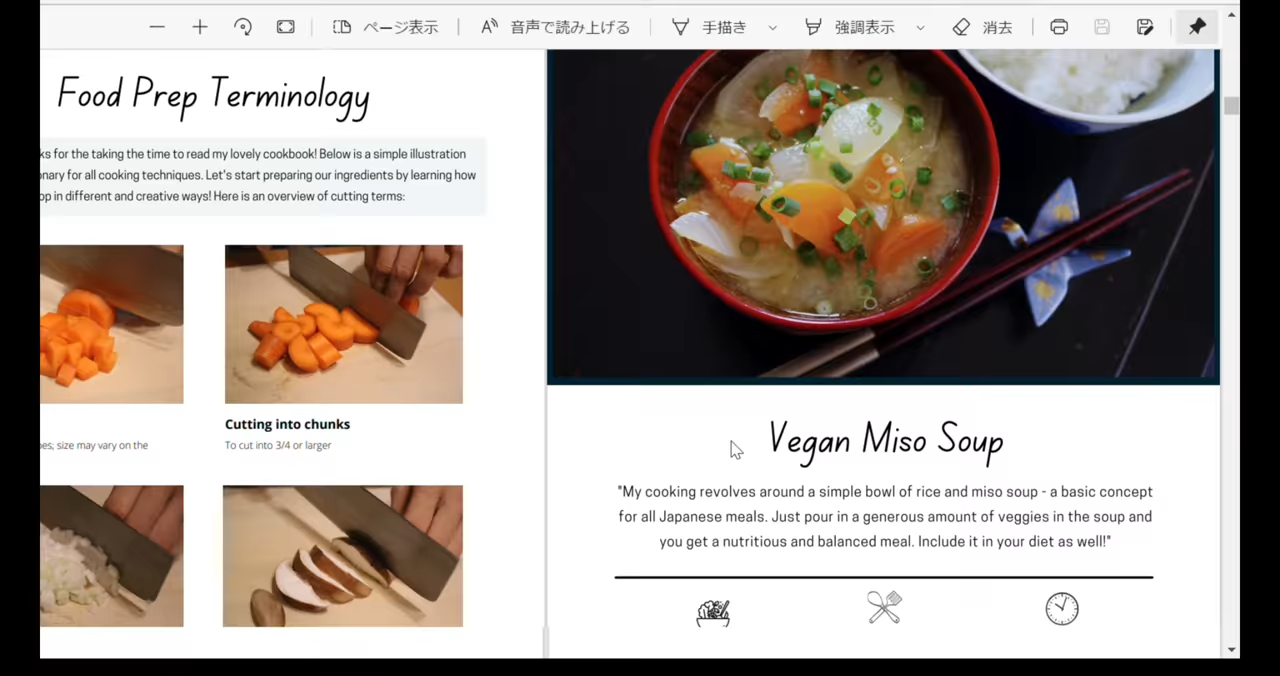 ページ表示
音声で読み上げる
手描き
強調表示
消去
Food Prep Terminology
for the taking the time to read my lovely cookbook! Below is a simple illustration
for all cooking techniques. Let's start preparing our ingredients by learning how
in different and creative ways! Here is an overview of cutting terms:
Cutting into chunks
size may vary on the
To cut into 3/4 or larger
Vegan Miso Soup
"My cooking revolves around a simple bowl of rice and miso soup - a basic concept
for all Japanese meals. Just pour in a generous amount of veggies in the soup and
you get a nutritious and balanced meal. Include it in your diet as well!"